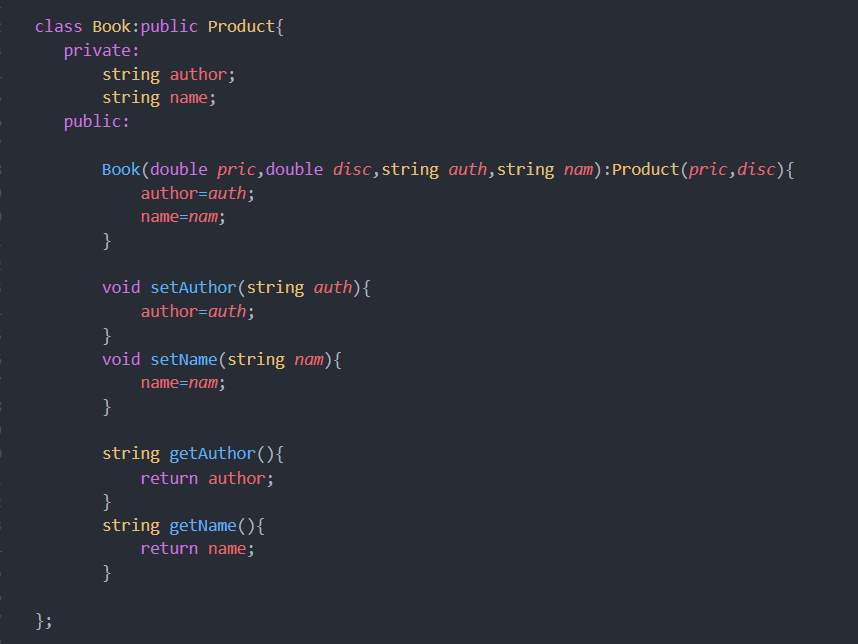 class Book:public Product{
private:
string author;
string name;
public:
Book(double pric,double disc,string auth,string nam):Product(pric,disc){
author=auth;
name=nam;
}
void setAuthor(string auth){
author=auth;
}
void setName(string nam){
name=nam;
}
string getAuthor(){
return author;
}
string getName(){
return name;
}
};